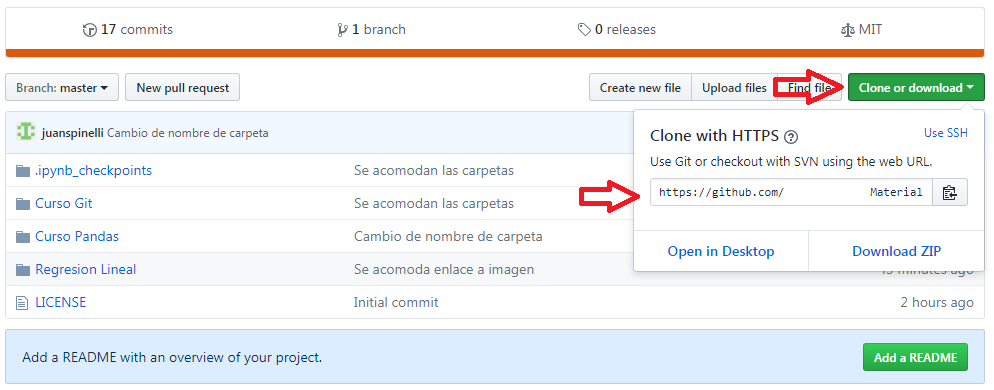 17 commits 1 branch 0 releases MIT
Branch: master New pull request Create new file Upload files Find file Clone or download
juanspinelli Cambio de nombre de carpeta
Clone with HTTPS ? Use SSH
Use Git or checkout with SVN using the web URL.
https://github.com/ Material
Open in Desktop Download ZIP
.ipynb_checkpoints Se acomodan las carpetas
Curso Git Se acomodan las carpetas
Curso Pandas Cambio de nombre de carpeta
Regresion Lineal Se acomoda enlace a imagen minutes ago
LICENSE Initial commit 2 hours ago
Add a README with an overview of your project. Add a README